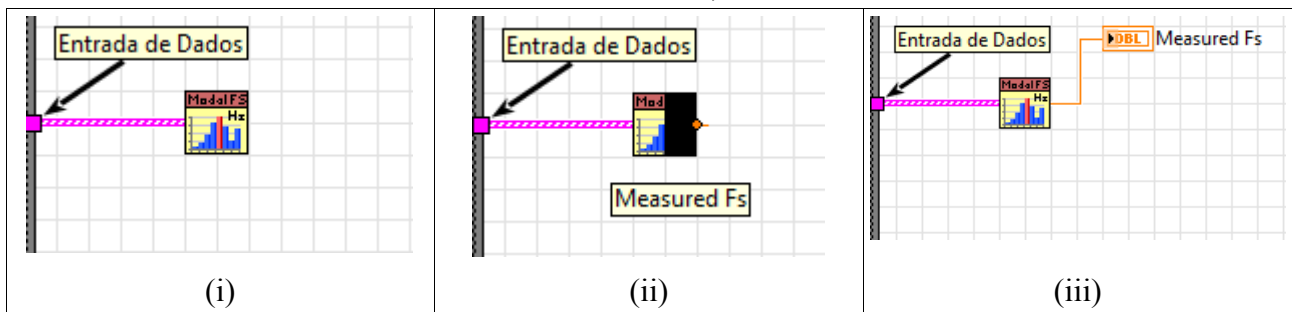 Entrada de Dados
Modal FS
Hz
(i)
Entrada de Dados
Mod
Measured Fs
(ii)
Entrada de Dados
DBL
Measured Fs
Modal FS
Hz
(iii)